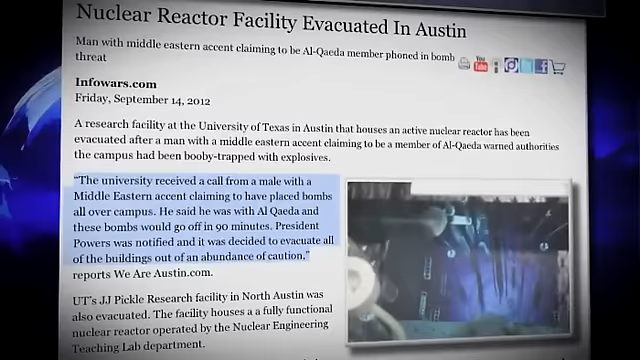 Nuclear Reactor Facility Evacuated In Austin
Man with middle eastern accent claiming to be Al-Qaeda member phoned in bomb
threat
You
Tube
Infowars.com
Friday, September 14, 2012
A research facility at the University of Texas in Austin that houses an active nuclear reactor has been
evacuated after a man with a middle eastern accent claiming to be a member of Al-Qaeda warned authorities
the campus had been booby-trapped with explosives.
“The university received a call from a male with a
Middle Eastern accent claiming to have placed bombs
all over campus. He said he was with Al Qaeda and
these bombs would go off in 90 minutes. President
Powers was notified and it was decided to evacuate all
of the buildings out of an abundance of caution,”
reports We Are Austin.com.
UT's JJ Pickle Research facility in North Austin was
also evacuated. The facility houses a a fully functional
nuclear reactor operated by the Nuclear Engineering
Teaching Lab department.